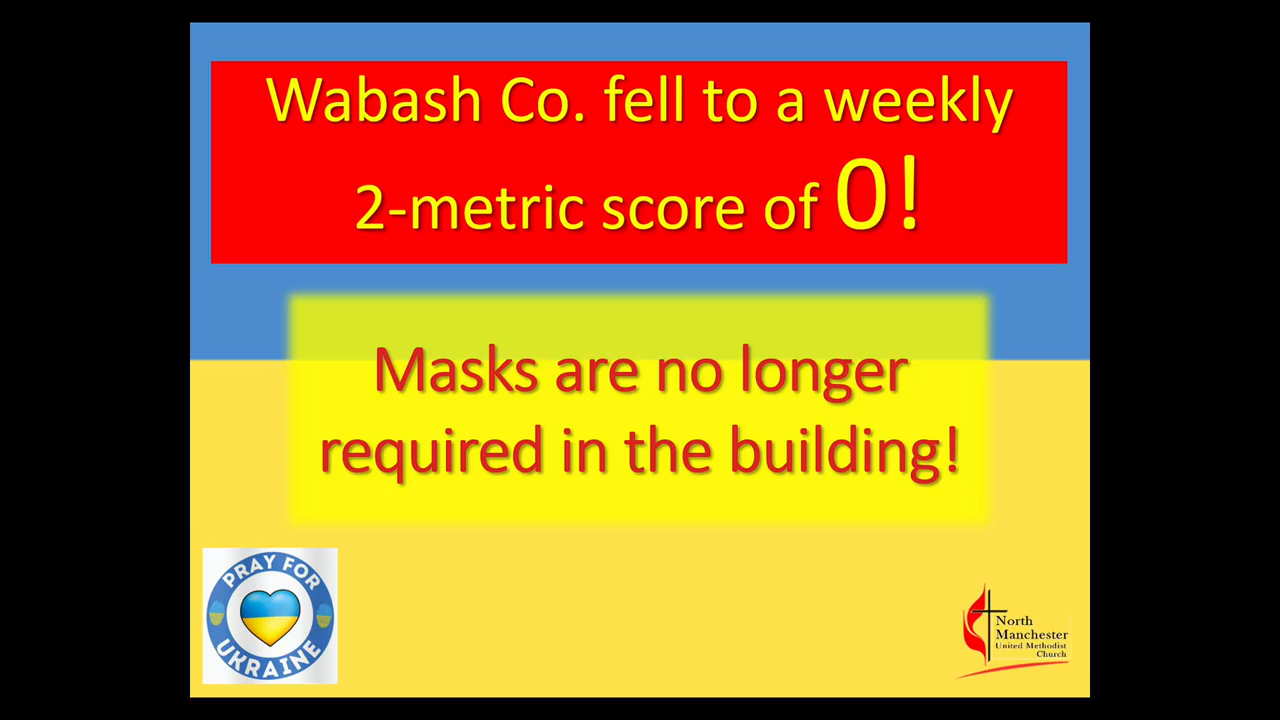 Wabash Co. fell to a weekly
2-metric score of 0!
Masks are no longer
required in the building!
PRAY FOR
UKRAINE
North
Manchester
United Methodist
Church